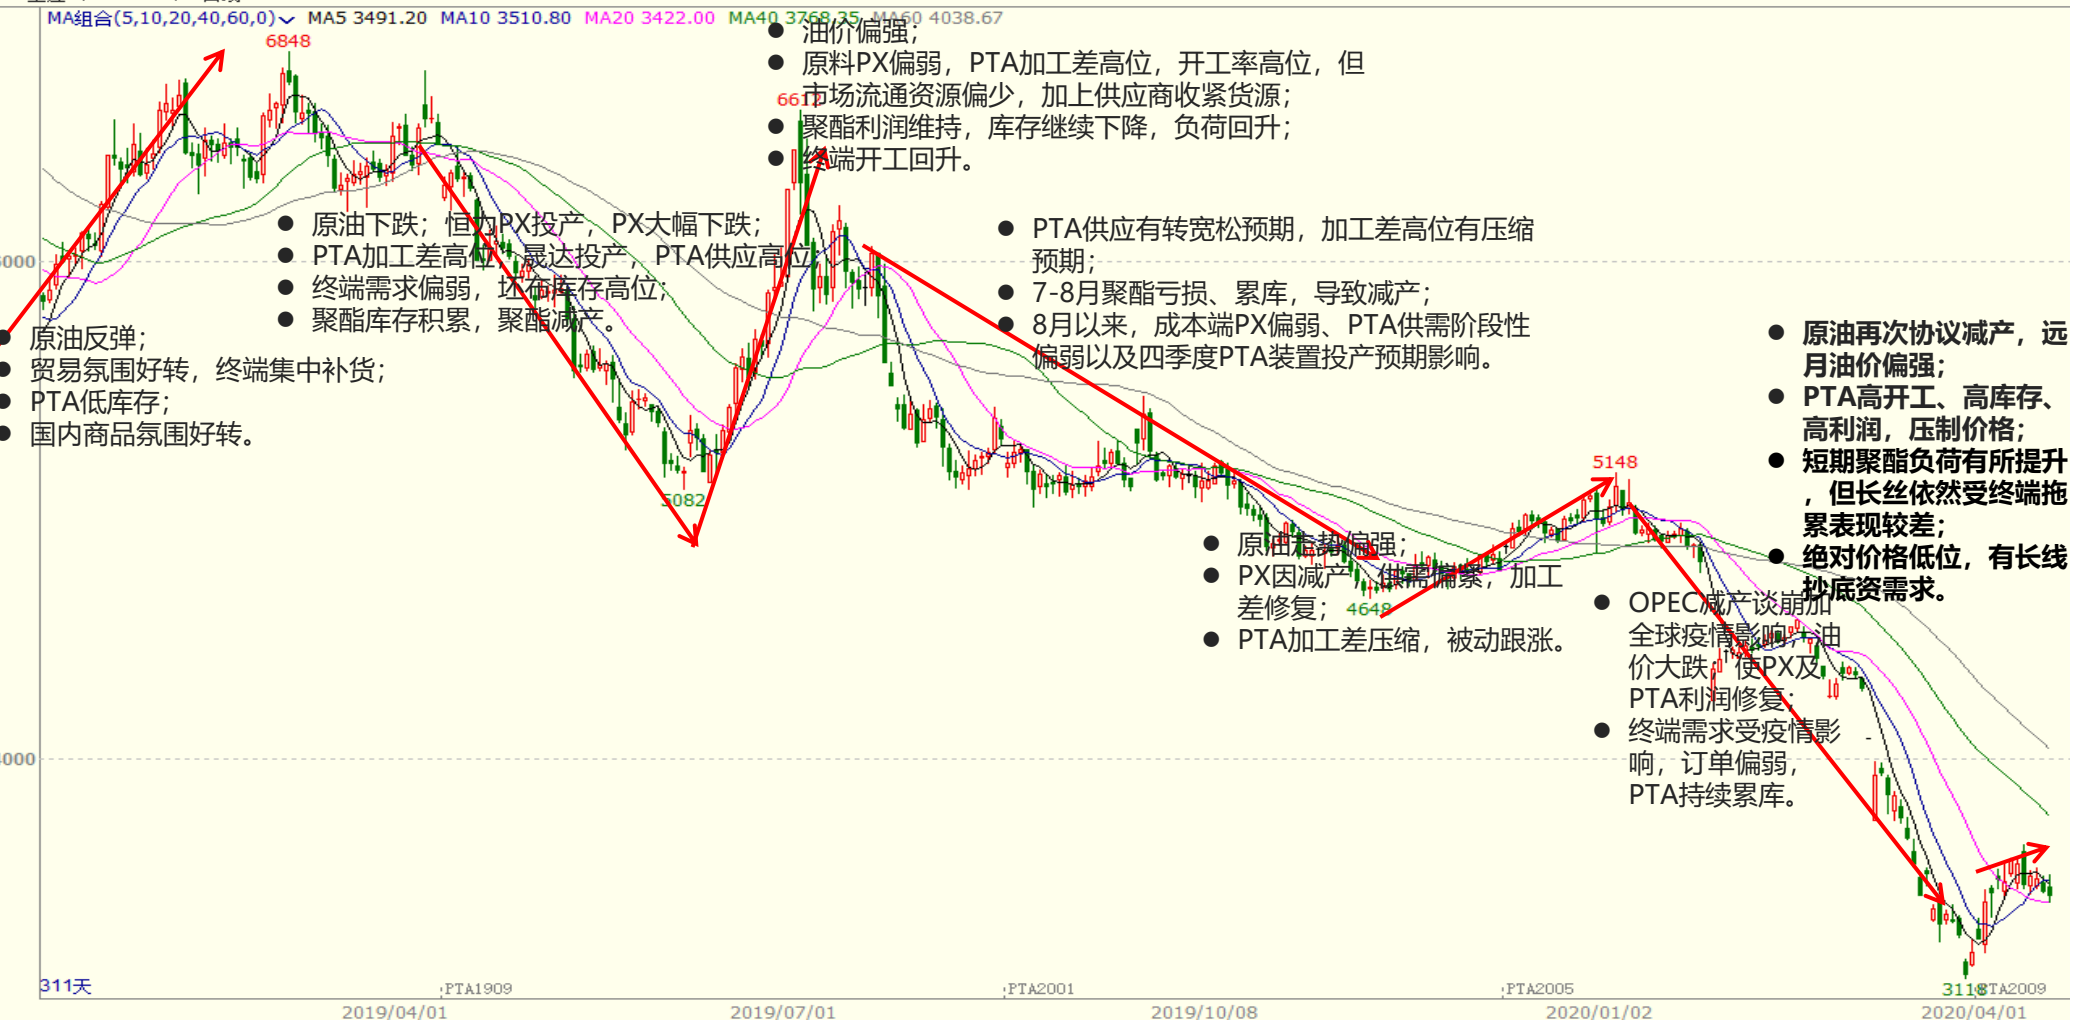 MA组合(5,10,20,40,60,0) MA5 3491.20 MA10 3510.80 MA20 3422.00 MA40 3768.35 MA60 4038.67
6848
● 油价偏强；
● 原料PX偏弱，PTA加工差高位，开工率高位，但
市场流通资源偏少，加上供应商收紧货源；
6612
● 聚酯利润维持，库存继续下降，负荷回升；
● 终端开工回升。
● 原油下跌；恒力PX投产，PX大幅下跌；
● PTA加工差高位，晟达投产，PTA供应高位；
● 终端需求偏弱，坯布库存高位；
● 聚酯库存积累，聚酯减产。
● PTA供应有转宽松预期，加工差高位有压缩
预期；
● 7-8月聚酯亏损、累库，导致减产；
● 8月以来，成本端PX偏弱、PTA供需阶段性
偏弱以及四季度PTA装置投产预期影响。
● 原油反弹；
● 贸易氛围好转，终端集中补货；
● PTA低库存；
● 国内商品氛围好转。
● 原油再次协议减产，远
月油价偏强；
● PTA高开工、高库存、
高利润，压制价格；
● 短期聚酯负荷有所提升
，但长丝依然受终端拖
累表现较差；
● 绝对价格低位，有长线
抄底资需求。
5082
5148
● 原油走势偏强；
● PX因减产，供需偏紧，加工
差修复；
4648
● PTA加工差压缩，被动跟涨。
● OPEC减产谈崩加
全球疫情影响，油
价大跌，使PX及
PTA利润修复；
● 终端需求受疫情影
响，订单偏弱，
PTA持续累库。
000
311天
PTA1909
PTA2001
PTA2005
3118
PTA2009
2019/04/01
2019/07/01
2019/10/08
2020/01/02
2020/04/01